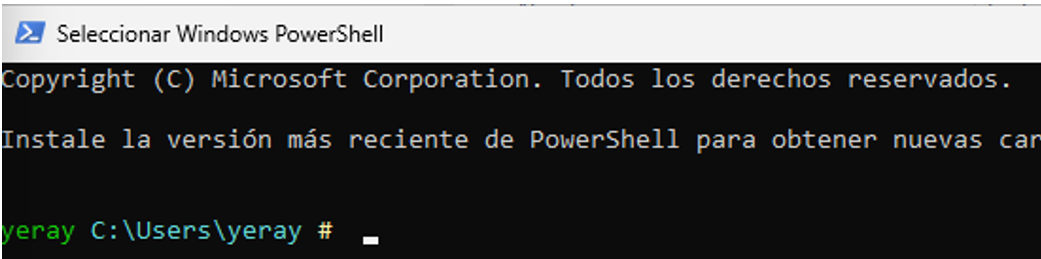 Seleccionar Windows PowerShell
Copyright (C) Microsoft Corporation. Todos los derechos reservados.
Instale la versión más reciente de PowerShell para obtener nuevas car
yeray C:\Users\yeray #